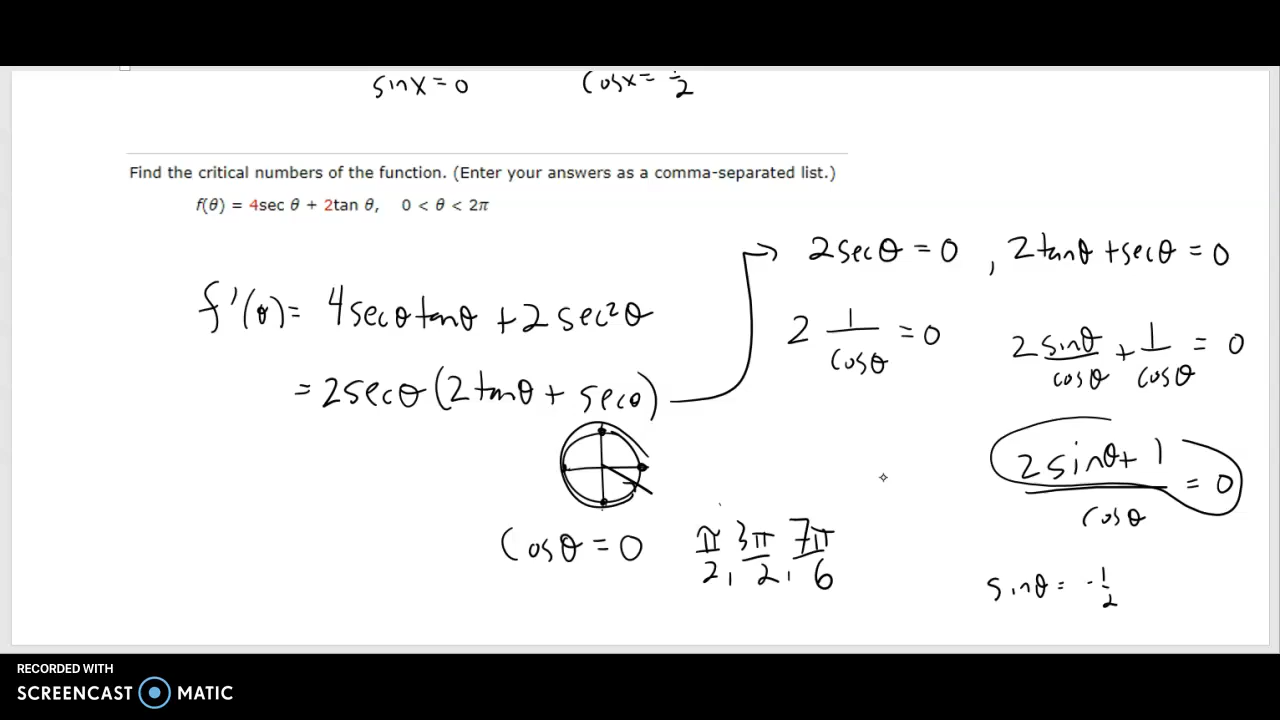 sinx = 0 cosx = 1/2
Find the critical numbers of the function. (Enter your answers as a comma-separated list.)
f(θ) = 4sec θ + 2tan θ, 0 < θ < 2π
f'(θ) = 4secθtanθ + 2sec²θ
= 2secθ(2tanθ + secθ)
2secθ = 0 , 2tanθ + secθ = 0
2 1/cosθ = 0
2 sinθ/cosθ + 1/cosθ = 0
(2sinθ + 1)/cosθ = 0
cosθ = 0
π/2, 3π/2, 7π/6
sinθ = -1/2
RECORDED WITH
SCREENCAST MATIC